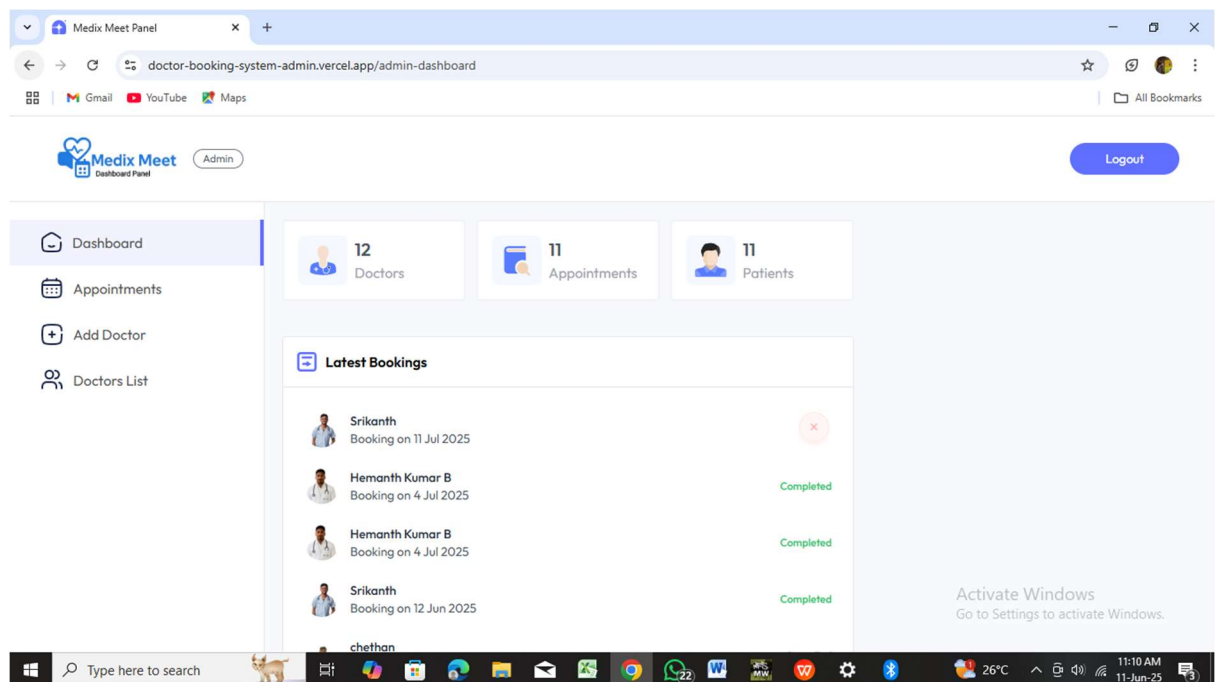 Medix Meet Panel
doctor-booking-system-admin.vercel.app/admin-dashboard
Gmail YouTube Maps All Bookmarks
Medix Meet
Dashboard Panel
Admin
Logout
Dashboard
Appointments
Add Doctor
Doctors List
12
Doctors
11
Appointments
11
Patients
Latest Bookings
Srikanth
Booking on 11 Jul 2025
Hemanth Kumar B
Booking on 4 Jul 2025
Completed
Hemanth Kumar B
Booking on 4 Jul 2025
Completed
Srikanth
Booking on 12 Jun 2025
Completed
chethan
Activate Windows
Go to Settings to activate Windows.
Type here to search
22
1
26°C
11:10 AM
11-Jun-25
3